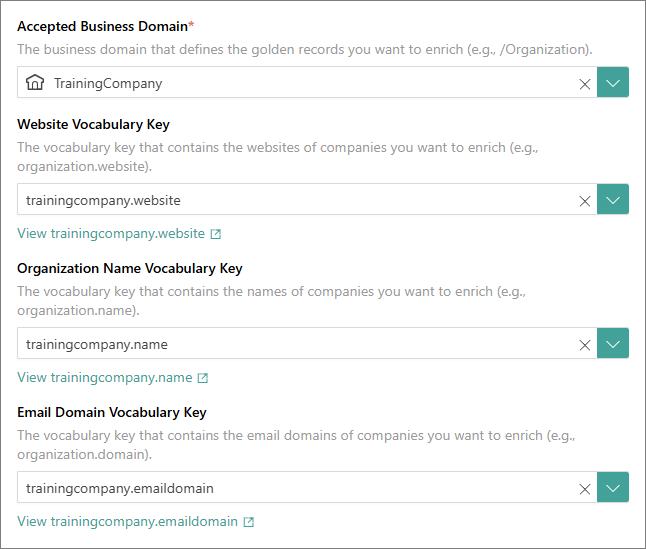 Accepted Business Domain*
The business domain that defines the golden records you want to enrich (e.g., /Organization).
TrainingCompany
Website Vocabulary Key
The vocabulary key that contains the websites of companies you want to enrich (e.g.,
organization.website).
trainingcompany.website
View trainingcompany.website
Organization Name Vocabulary Key
The vocabulary key that contains the names of companies you want to enrich (e.g.,
organization.name).
trainingcompany.name
View trainingcompany.name
Email Domain Vocabulary Key
The vocabulary key that contains the email domains of companies you want to enrich (e.g.,
organization.domain).
trainingcompany.emaildomain
View trainingcompany.emaildomain